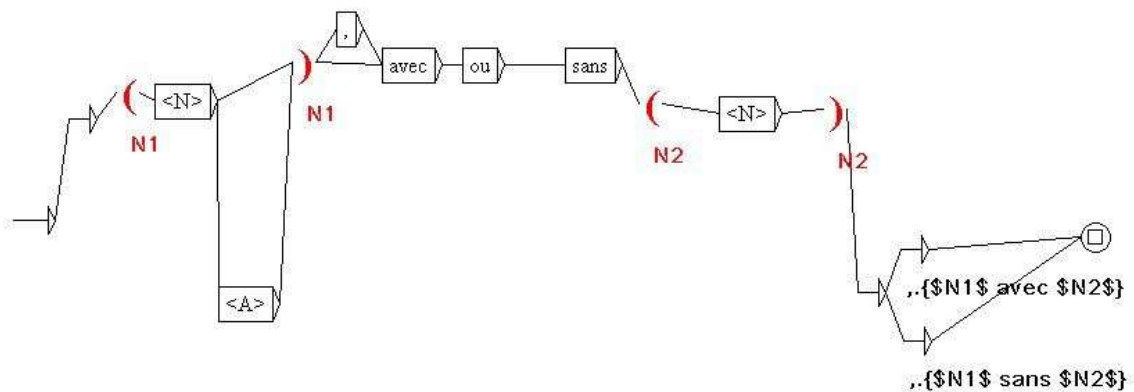 ( <N> ) , avec ou sans ( <N> )
N1 N1 N2 N2
<A>
,.{$N1$ avec $N2$}
,.{$N1$ sans $N2$}